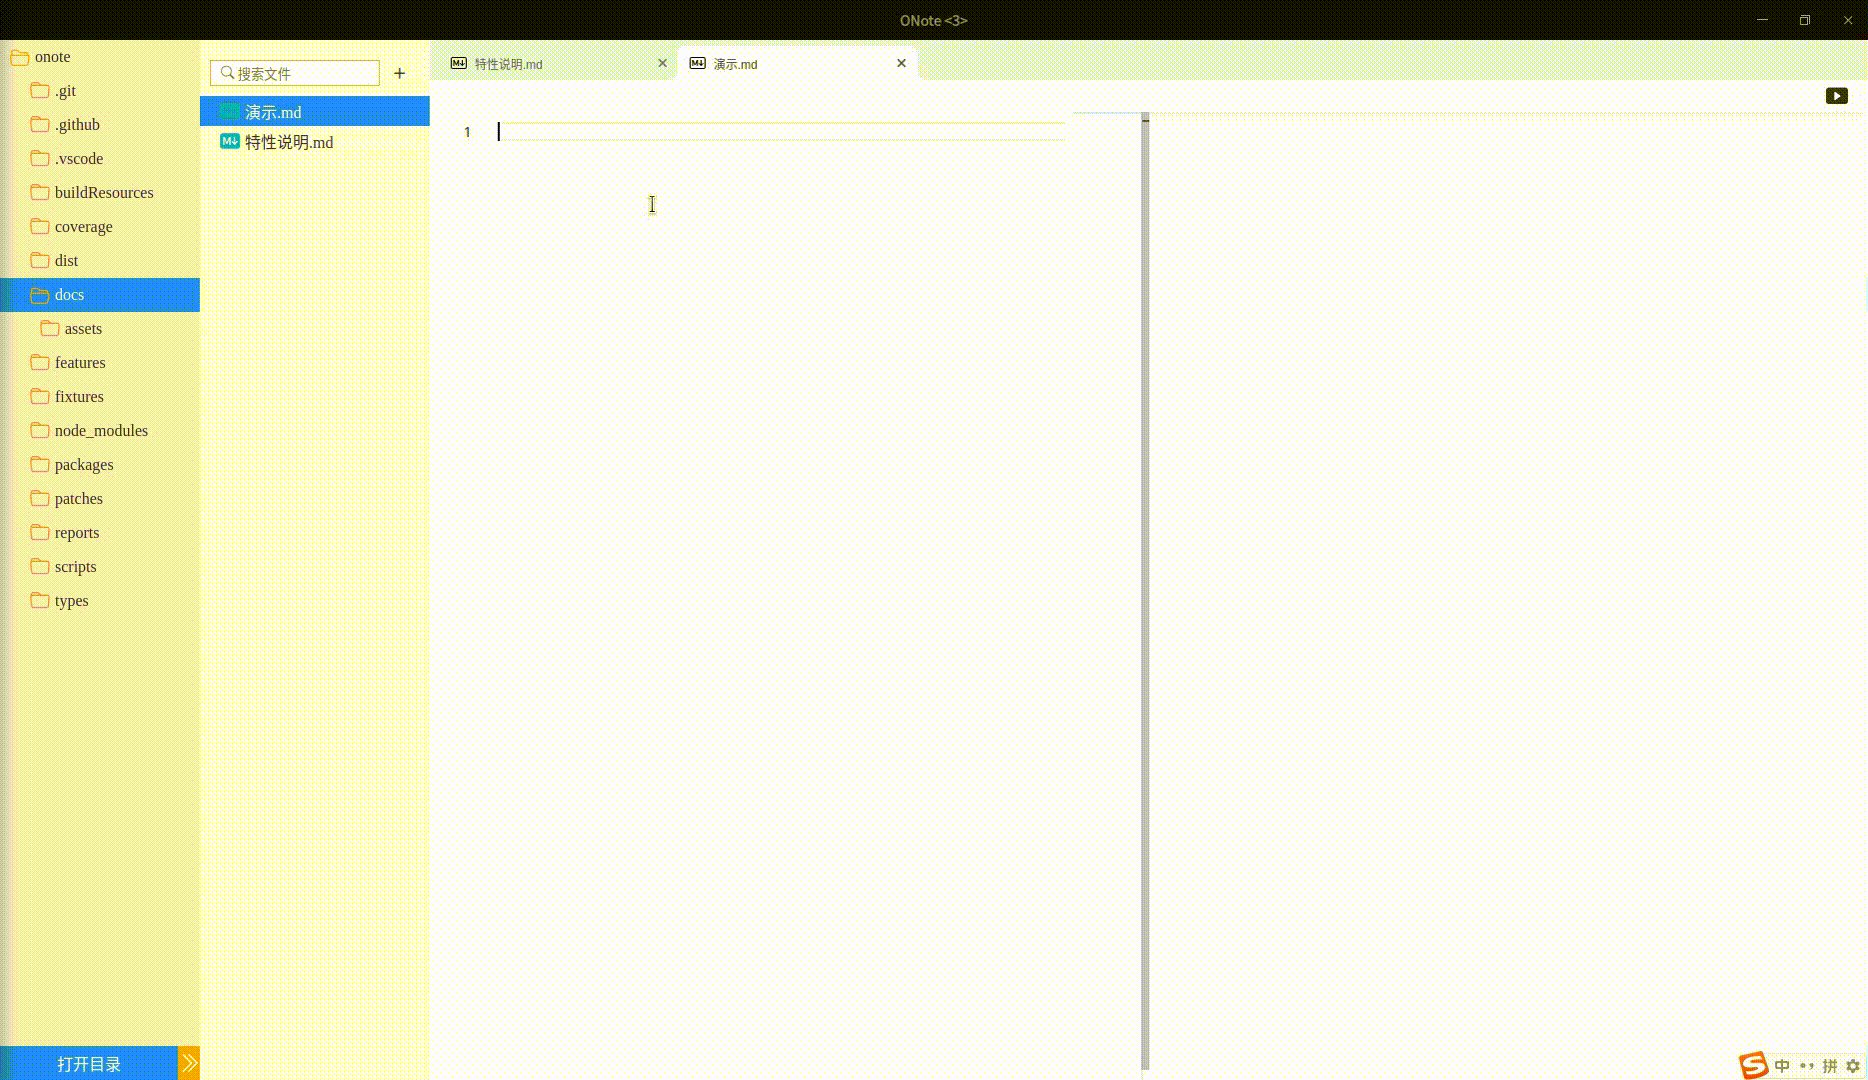 ONote <3>
onote
.git
.github
.vscode
buildResources
coverage
dist
docs
assets
features
fixtures
node_modules
packages
patches
reports
scripts
types
打开目录
搜索文件
+
演示.md
M↓ 特性说明.md
M↓ 特性说明.md
M↓ 演示.md
1
S 中 拼